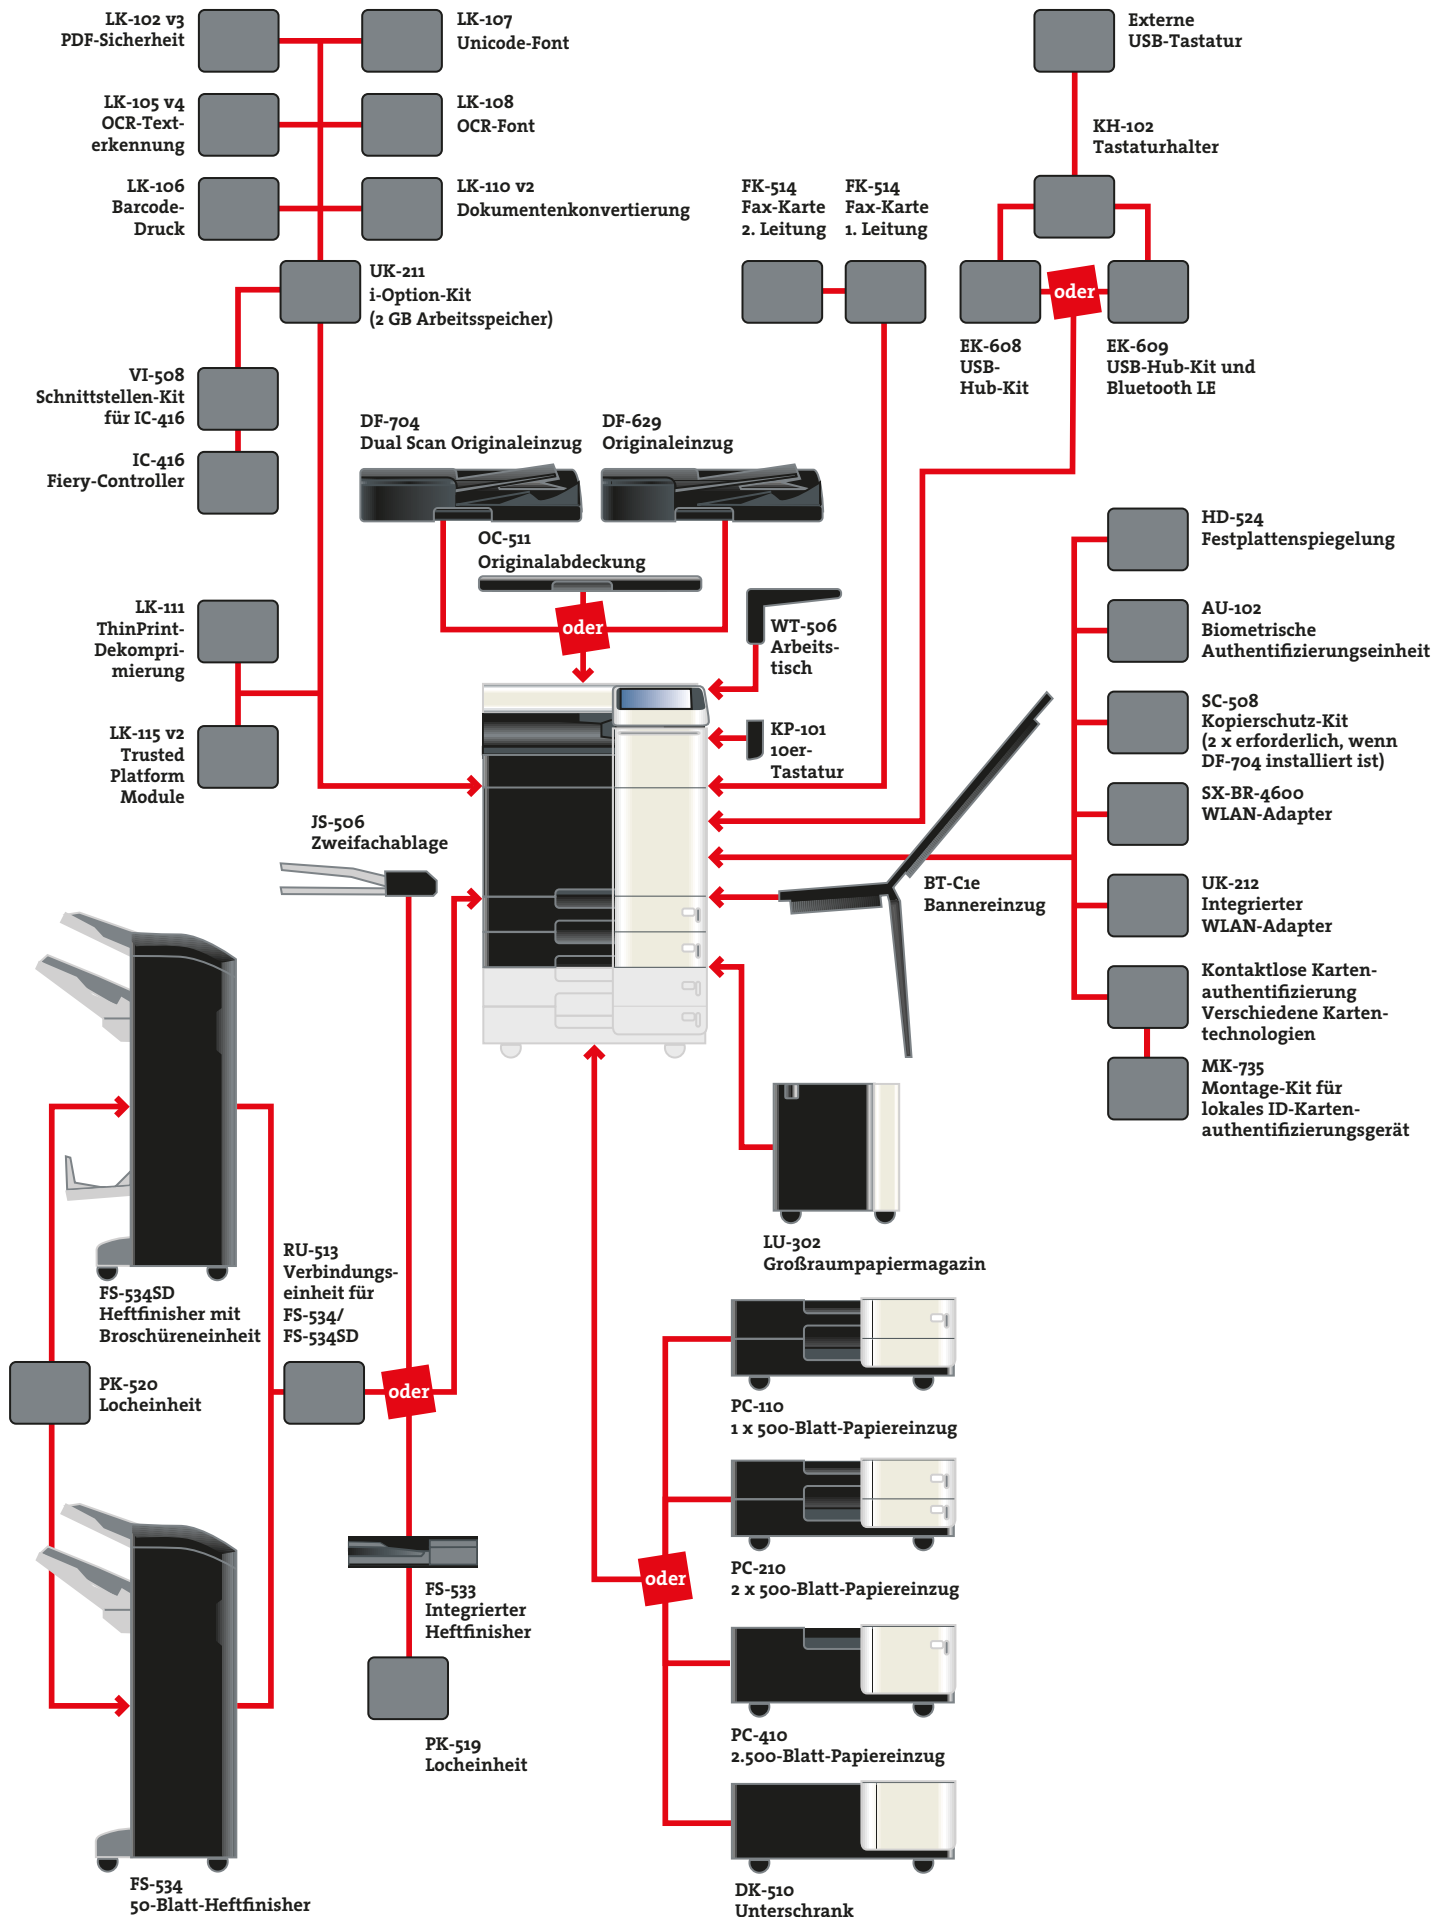 LK-102 v3
PDF-Sicherheit
LK-107
Unicode-Font
LK-105 v4
OCR-Text-
erkennung
LK-108
OCR-Font
LK-106
Barcode-
Druck
LK-110 v2
Dokumentenkonvertierung
UK-211
i-Option-Kit
(2 GB Arbeitsspeicher)
VI-508
Schnittstellen-Kit
für IC-416
IC-416
Fiery-Controller
Externe
USB-Tastatur
KH-102
Tastaturhalter
FK-514
Fax-Karte
2. Leitung
FK-514
Fax-Karte
1. Leitung
oder
EK-608
USB-
Hub-Kit
EK-609
USB-Hub-Kit und
Bluetooth LE
DF-704
Dual Scan Originaleinzug
DF-629
Originaleinzug
OC-511
Originalabdeckung
oder
LK-111
ThinPrint-
Dekompri-
mierung
LK-115 v2
Trusted
Platform
Module
WT-506
Arbeits-
tisch
KP-101
10er-
Tastatur
HD-524
Festplattenspiegelung
AU-102
Biometrische
Authentifizierungseinheit
SC-508
Kopierschutz-Kit
(2 x erforderlich, wenn
DF-704 installiert ist)
SX-BR-4600
WLAN-Adapter
UK-212
Integrierter
WLAN-Adapter
Kontaktlose Karten-
authentifizierung
Verschiedene Karten-
technologien
MK-735
Montage-Kit für
lokales ID-Karten-
authentifizierungsgerät
JS-506
Zweifachablage
BT-C1e
Bannereinzug
LU-302
Großraumpapiermagazin
FS-534SD
Heftfinisher mit
Broschüreneinheit
RU-513
Verbindungs-
einheit für
FS-534/
FS-534SD
PK-520
Locheinheit
oder
FS-533
Integrierter
Heftfinisher
PK-519
Locheinheit
FS-534
50-Blatt-Heftfinisher
PC-110
1 x 500-Blatt-Papiereinzug
PC-210
2 x 500-Blatt-Papiereinzug
oder
PC-410
2.500-Blatt-Papiereinzug
DK-510
Unterschrank